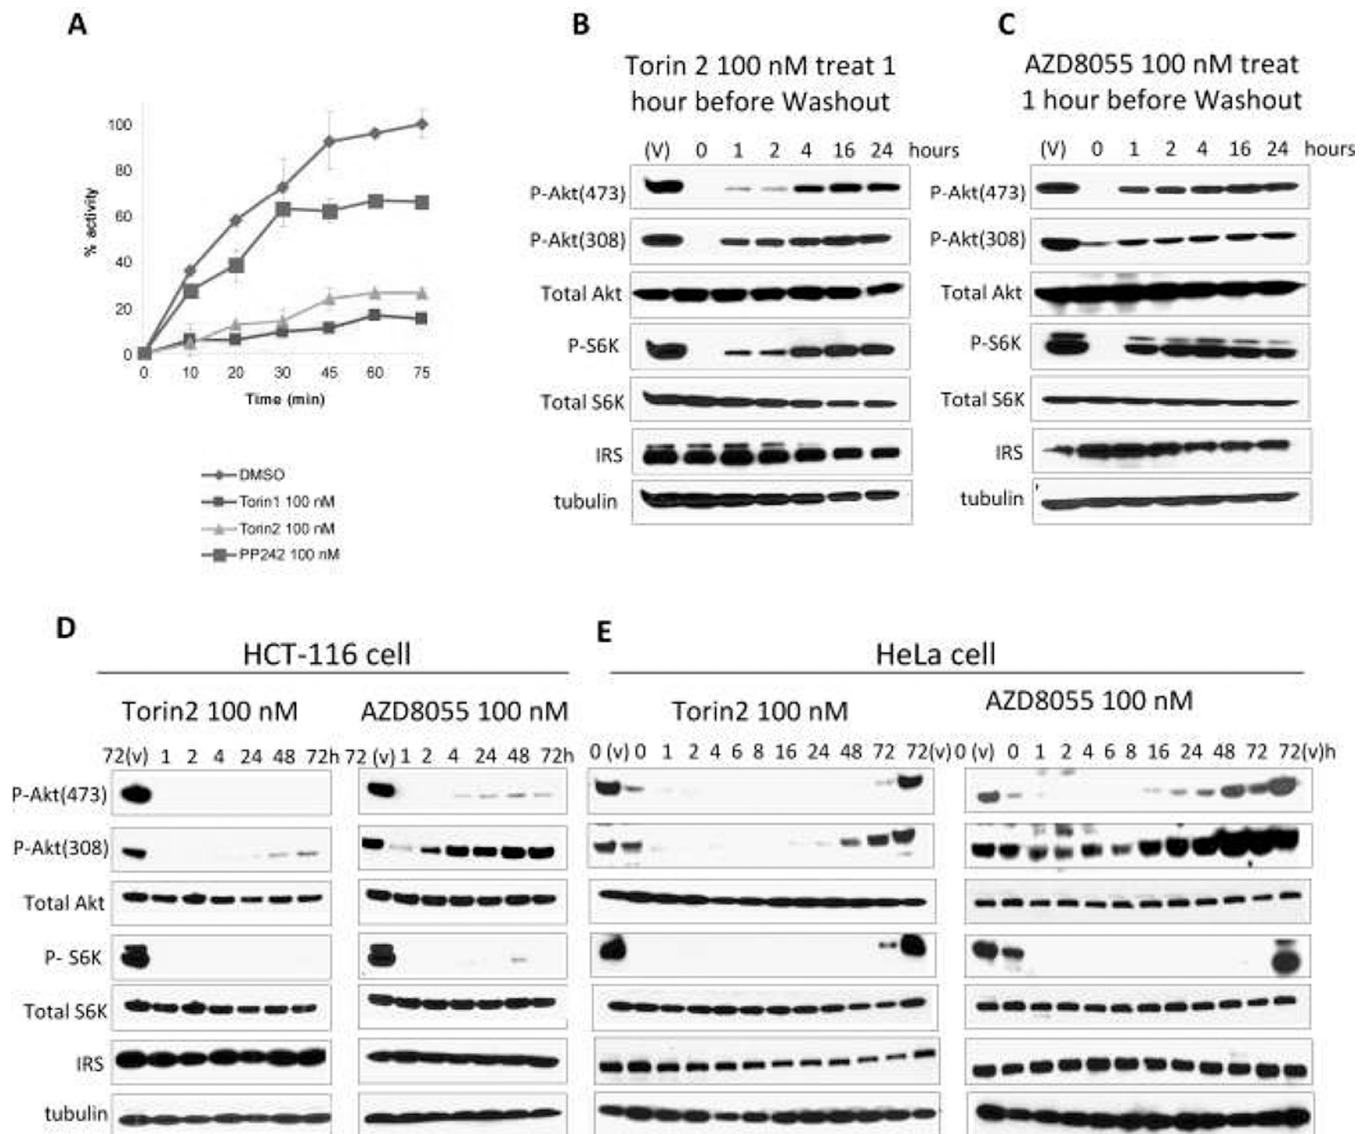 A
% activity
100
80
60
40
20
0
0 10 20 30 45 60 75
Time (min)
DMSO
Torin1 100 nM
Torin2 100 nM
PP242 100 nM
B
Torin 2 100 nM treat 1
hour before Washout
(V) 0 1 2 4 16 24 hours
P-Akt(473)
P-Akt(308)
Total Akt
P-S6K
Total S6K
IRS
tubulin
C
AZD8055 100 nM treat
1 hour before Washout
(V) 0 1 2 4 16 24 hours
P-Akt(473)
P-Akt(308)
Total Akt
P-S6K
Total S6K
IRS
tubulin
D
HCT-116 cell
Torin2 100 nM
AZD8055 100 nM
72(v) 1 2 4 24 48 72h
72 (v) 1 2 4 24 48 72h
P-Akt(473)
P-Akt(308)
Total Akt
P- S6K
Total S6K
IRS
tubulin
E
HeLa cell
Torin2 100 nM
AZD8055 100 nM
0 (v) 0 1 2 4 6 8 16 24 48 72 72(v)
0 (v) 0 1 2 4 6 8 16 24 48 72 72(v)h